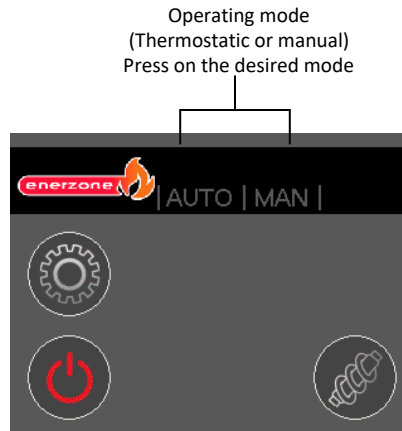 Operating mode
(Thermostatic or manual)
Press on the desired mode
enerzone
|AUTO | MAN |